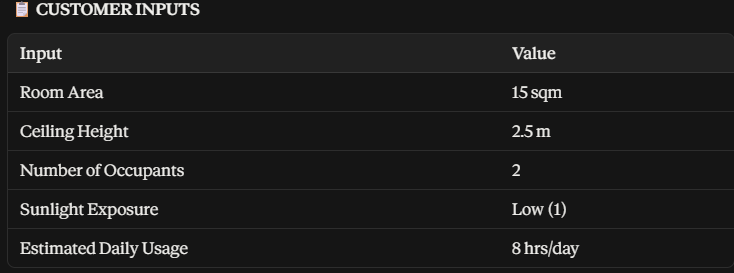 📋 CUSTOMER INPUTS
Input Value
Room Area 15 sqm
Ceiling Height 2.5 m
Number of Occupants 2
Sunlight Exposure Low (1)
Estimated Daily Usage 8 hrs/day